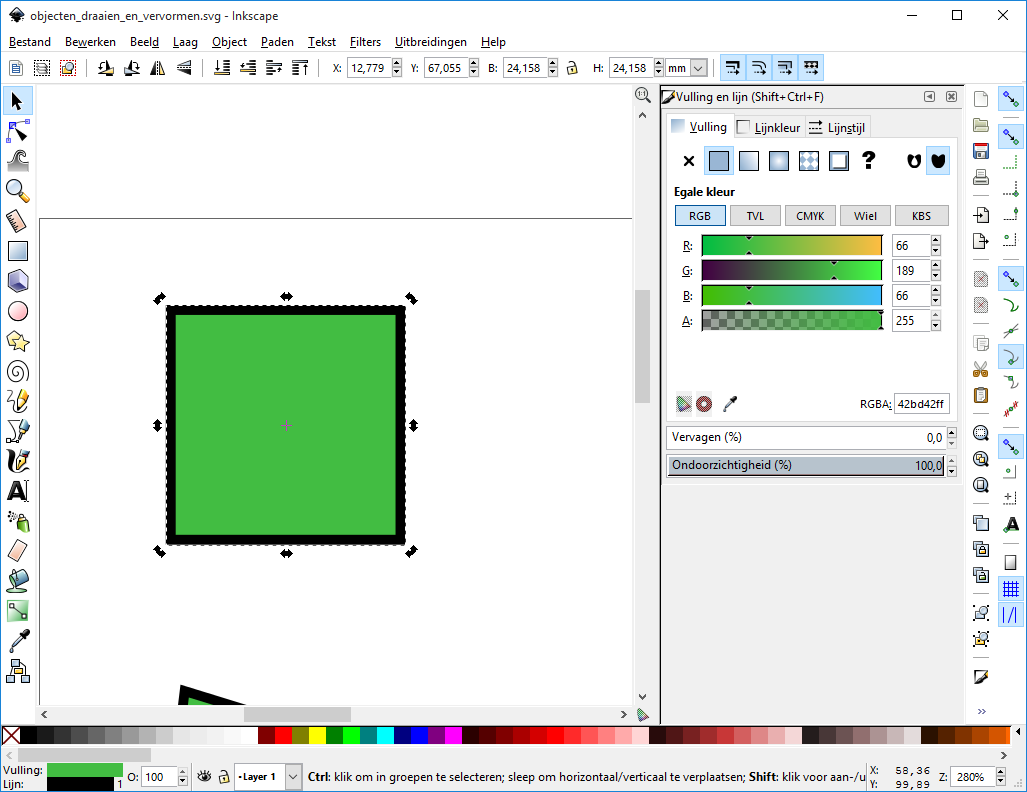 objecten_draaien_en_vervormen.svg - Inkscape
Bestand Bewerken Beeld Laag Object Paden Tekst Filters Uitbreidingen Help
X: 12,779 Y: 67,055 B: 24,158 H: 24,158 mm
1:1
Vulling en lijn (Shift+Ctrl+F)
Vulling Lijnkleur Lijnstijl
?
Egale kleur
RGB TVL CMYK Wiel KBS
R: 66
G: 189
B: 66
A: 255
RGBA: 42bd42ff
Vervagen (%) 0,0
Ondoorzichtigheid (%) 100,0
Vulling:
Lijn: 1
O: 100
•Layer 1
Ctrl: klik om in groepen te selecteren; sleep om horizontaal/verticaal te verplaatsen; Shift: klik voor aan-/u
X: 58,36
Y: 99,89
Z: 280%